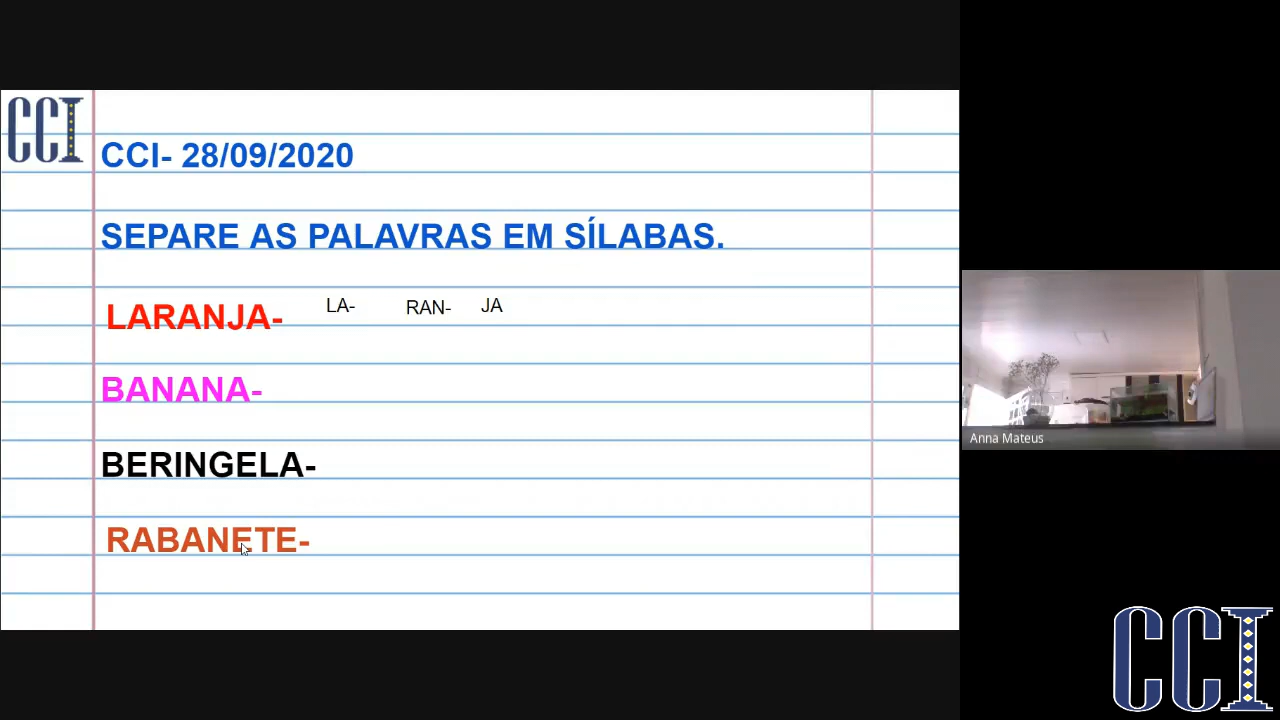 CCI
CCI- 28/09/2020
SEPARE AS PALAVRAS EM SÍLABAS.
LARANJA- LA- RAN- JA
BANANA-
BERINGELA-
RABANETE-
Anna Mateus
CCI